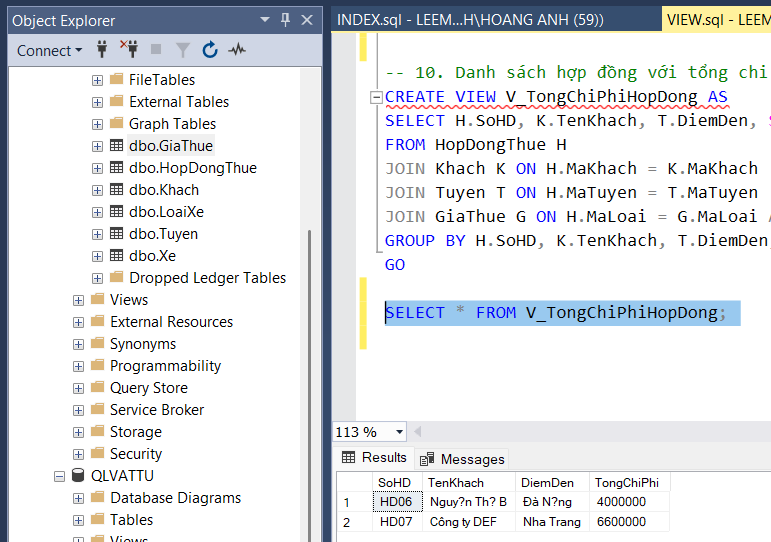 Object Explorer
Connect
FileTables
External Tables
Graph Tables
dbo.GiaThue
dbo.HopDongThue
dbo.Khach
dbo.LoaiXe
dbo.Tuyen
dbo.Xe
Dropped Ledger Tables
Views
External Resources
Synonyms
Programmability
Query Store
Service Broker
Storage
Security
QLVATTU
Database Diagrams
Tables
Views
INDEX.sql - LEEM...H\HOANG ANH (59))
VIEW.sql - LEEM
-- 10. Danh sách hợp đồng với tổng chi
CREATE VIEW V_TongChiPhiHopDong AS
SELECT H.SoHD, K.TenKhach, T.DiemDen,
FROM HopDongThue H
JOIN Khach K ON H.MaKhach = K.MaKhach
JOIN Tuyen T ON H.MaTuyen = T.MaTuyen
JOIN GiaThue G ON H.MaLoai = G.MaLoai
GROUP BY H.SoHD, K.TenKhach, T.DiemDen,
GO
SELECT * FROM V_TongChiPhiHopDong;
113 %
Results Messages
SoHD TenKhach DiemDen TongChiPhi
1 HD06 Nguy?n Th? B Đà N?ng 4000000
2 HD07 Công ty DEF Nha Trang 6600000